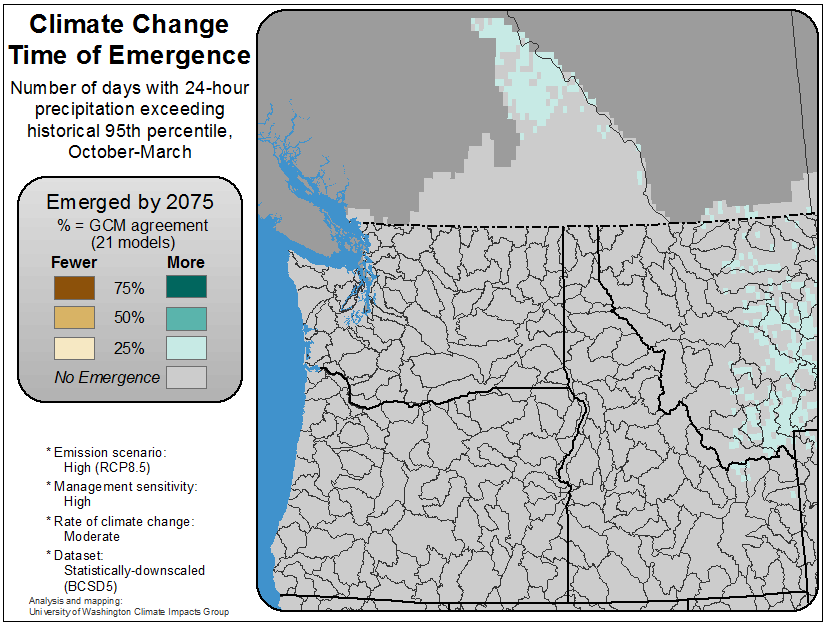 Climate Change
Time of Emergence
Number of days with 24-hour
precipitation exceeding
historical 95th percentile,
October-March
Emerged by 2075
% = GCM agreement
(21 models)
Fewer More
75%
50%
25%
No Emergence
* Emission scenario:
High (RCP8.5)
* Management sensitivity:
High
* Rate of climate change:
Moderate
* Dataset:
Statistically-downscaled
(BCSD5)
Analysis and mapping:
University of Washington Climate Impacts Group